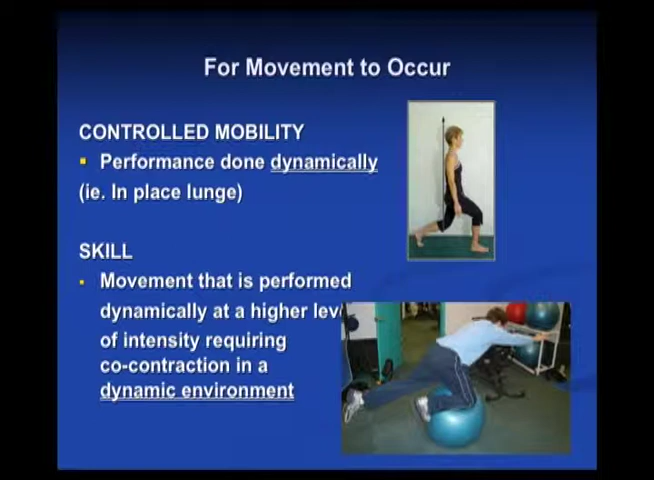 For Movement to Occur
CONTROLLED MOBILITY
▪ Performance done dynamically
(ie. In place lunge)
SKILL
▪ Movement that is performed
dynamically at a higher
of intensity requiring
co-contraction in a
dynamic environment